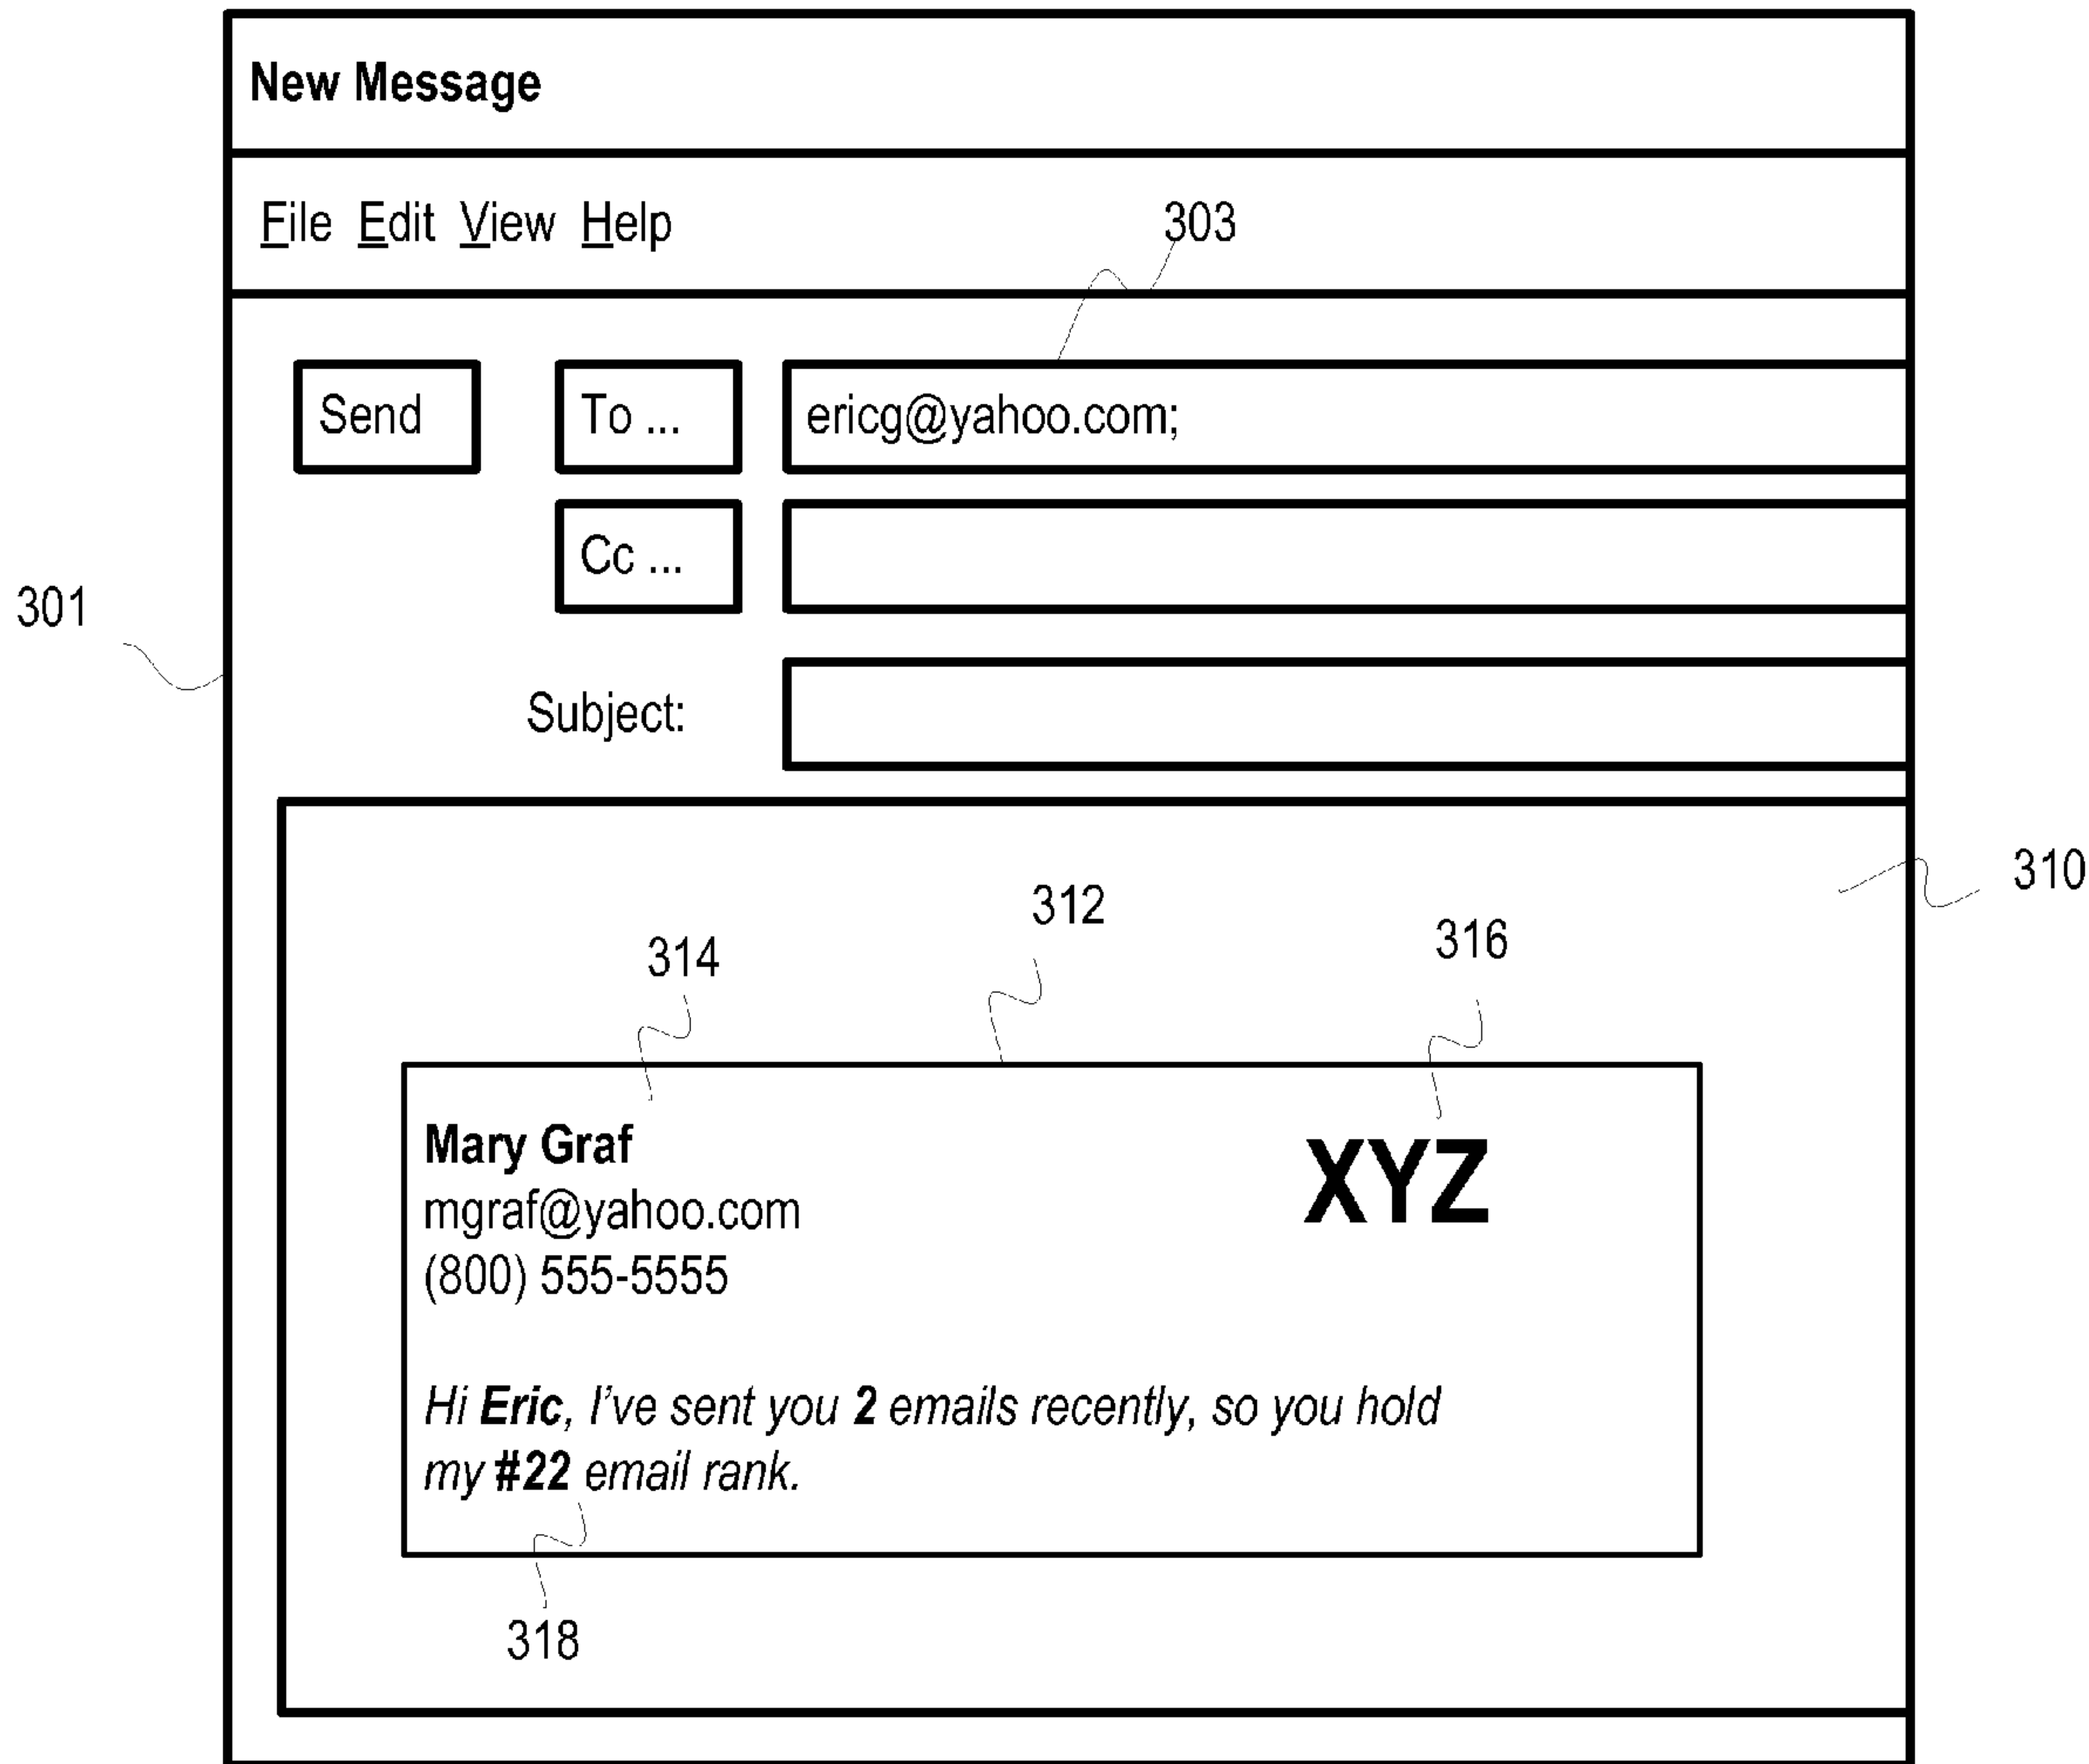 New Message
File Edit View Help
303
Send To ... ericg@yahoo.com;
Cc ...
301
Subject:
310
312
314
316
Mary Graf
XYZ
mgraf@yahoo.com
(800) 555-5555
Hi Eric, I've sent you 2 emails recently, so you hold
my #22 email rank.
318